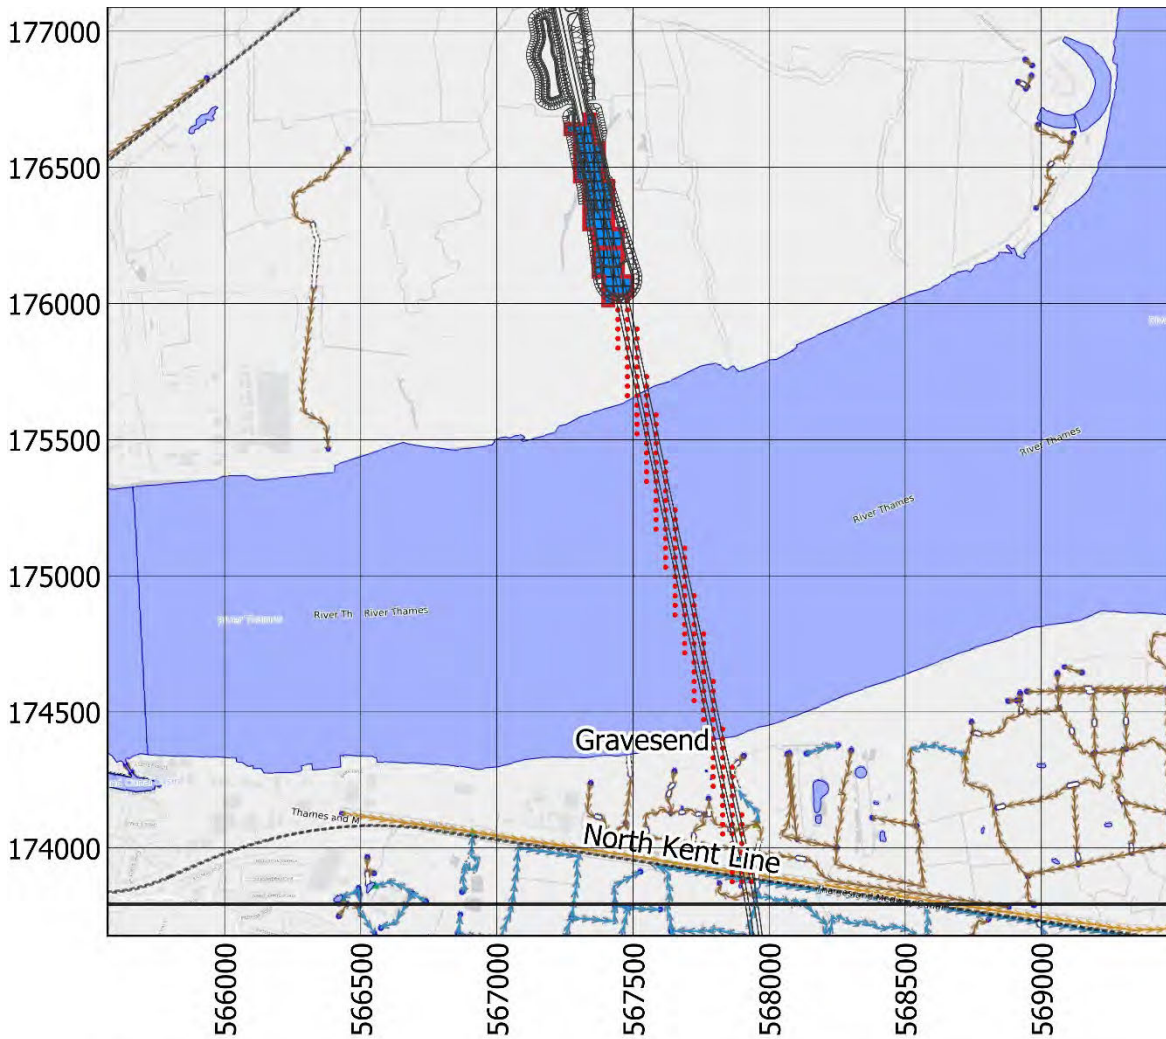 177000
176500
176000
175500
175000
174500
174000
River Thames
River Thames
River Th
River Thames
Gravesend
Thames and M
North Kent Line
566000
566500
567000
567500
568000
568500
569000